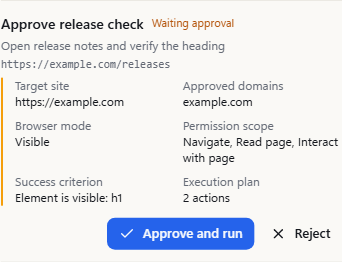 Approve release check Waiting approval
Open release notes and verify the heading
https://example.com/releases
Target site
https://example.com
Approved domains
example.com
Browser mode
Visible
Permission scope
Navigate, Read page, Interact
with page
Success criterion
Element is visible: h1
Execution plan
2 actions
Approve and run
Reject